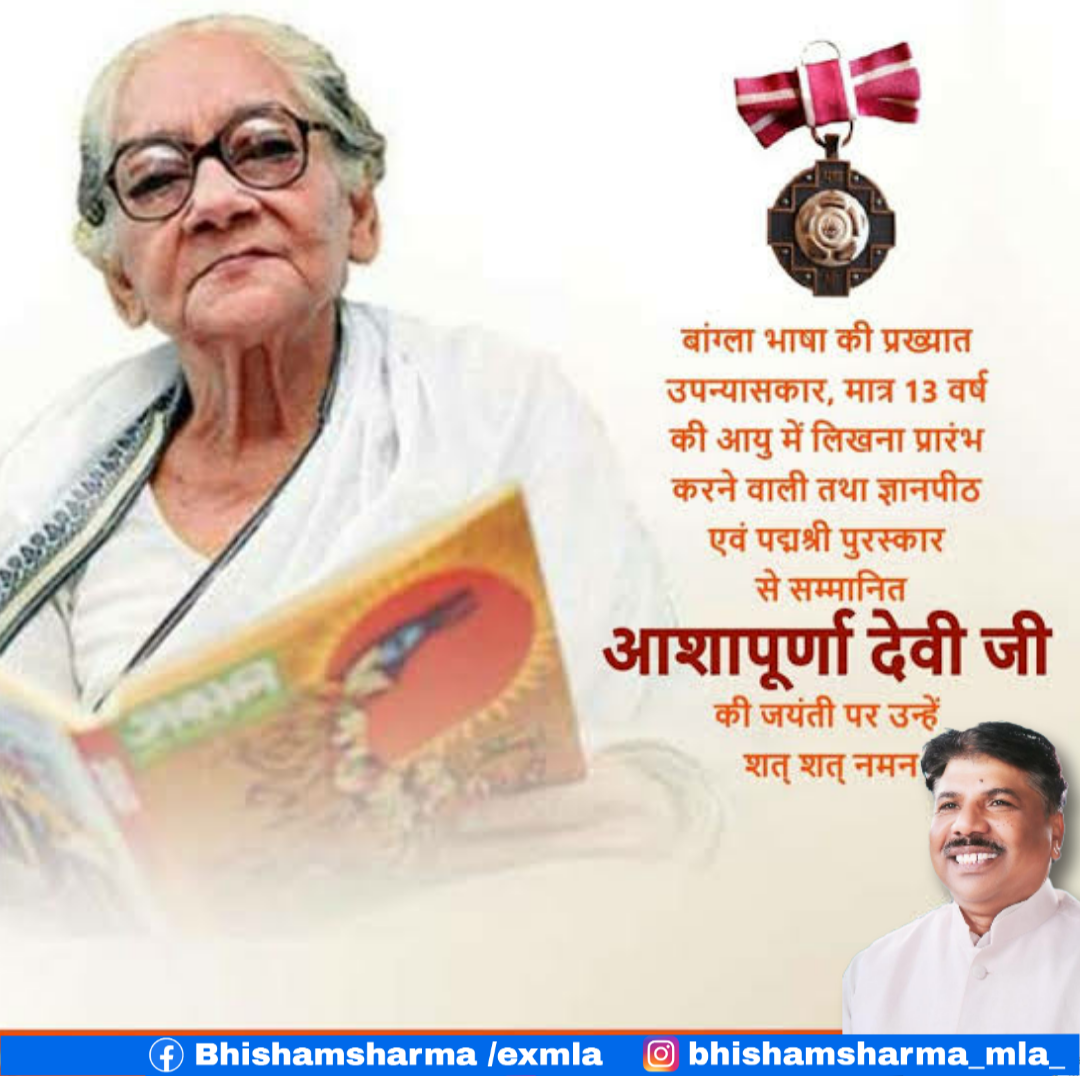 बांग्ला भाषा की प्रख्यात
उपन्यासकार, मात्र 13 वर्ष
की आयु में लिखना प्रारंभ
करने वाली तथा ज्ञानपीठ
एवं पद्मश्री पुरस्कार
से सम्मानित
आशापूर्णा देवी जी
की जयंती पर उन्हें
शत् शत् नमन
Bhishamsharma /exmla
bhishamsharma_mla_